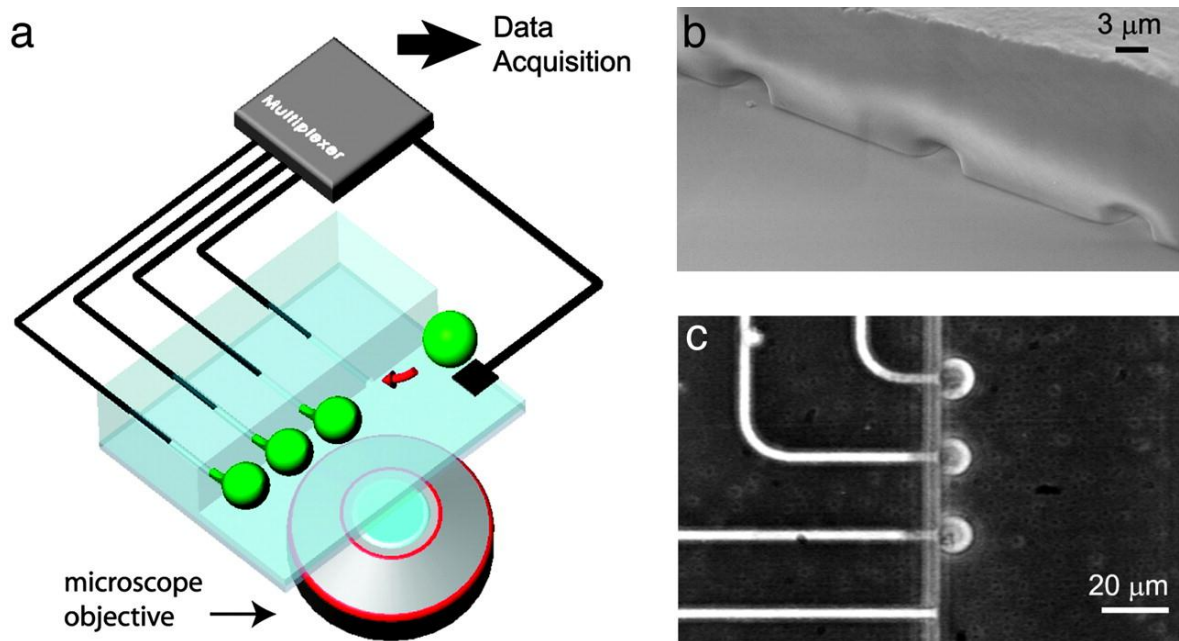 a
Data
Acquisition
Multiplexer
microscope
objective
b
3 μm
c
20 μm